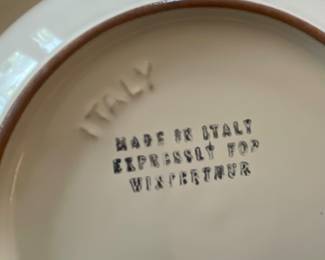 ITALY
MADE IN ITALY
EXPRESSLY FOR
WINTERTHUR